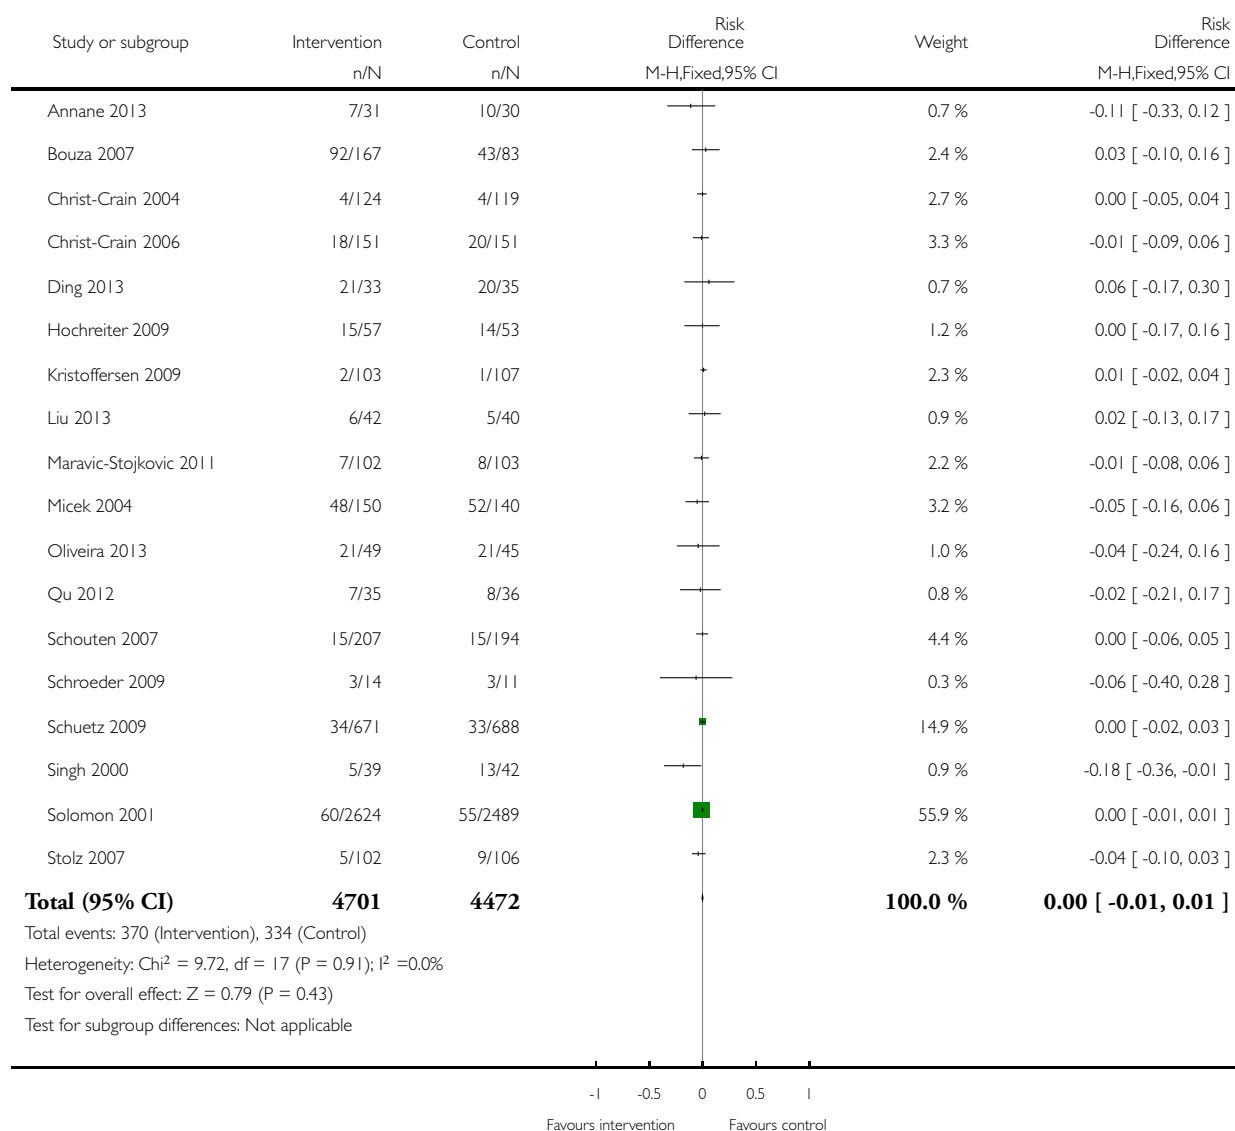 Study or subgroup Intervention Control Risk Difference Weight Risk Difference
n/N n/N M-H,Fixed,95% CI M-H,Fixed,95% CI
Annane 2013 7/31 10/30 0.7 % -0.11 [ -0.33, 0.12 ]
Bouza 2007 92/167 43/83 2.4 % 0.03 [ -0.10, 0.16 ]
Christ-Crain 2004 4/124 4/119 2.7 % 0.00 [ -0.05, 0.04 ]
Christ-Crain 2006 18/151 20/151 3.3 % -0.01 [ -0.09, 0.06 ]
Ding 2013 21/33 20/35 0.7 % 0.06 [ -0.17, 0.30 ]
Hochreiter 2009 15/57 14/53 1.2 % 0.00 [ -0.17, 0.16 ]
Kristoffersen 2009 2/103 1/107 2.3 % 0.01 [ -0.02, 0.04 ]
Liu 2013 6/42 5/40 0.9 % 0.02 [ -0.13, 0.17 ]
Maravic-Stojkovic 2011 7/102 8/103 2.2 % -0.01 [ -0.08, 0.06 ]
Micek 2004 48/150 52/140 3.2 % -0.05 [ -0.16, 0.06 ]
Oliveira 2013 21/49 21/45 1.0 % -0.04 [ -0.24, 0.16 ]
Qu 2012 7/35 8/36 0.8 % -0.02 [ -0.21, 0.17 ]
Schouten 2007 15/207 15/194 4.4 % 0.00 [ -0.06, 0.05 ]
Schroeder 2009 3/14 3/11 0.3 % -0.06 [ -0.40, 0.28 ]
Schuetz 2009 34/671 33/688 14.9 % 0.00 [ -0.02, 0.03 ]
Singh 2000 5/39 13/42 0.9 % -0.18 [ -0.36, -0.01 ]
Solomon 2001 60/2624 55/2489 55.9 % 0.00 [ -0.01, 0.01 ]
Stolz 2007 5/102 9/106 2.3 % -0.04 [ -0.10, 0.03 ]
Total (95% CI) 4701 4472 100.0 % 0.00 [ -0.01, 0.01 ]
Total events: 370 (Intervention), 334 (Control)
Heterogeneity: Chi² = 9.72, df = 17 (P = 0.91); I² =0.0%
Test for overall effect: Z = 0.79 (P = 0.43)
Test for subgroup differences: Not applicable
-1 -0.5 0 0.5 1
Favours intervention Favours control